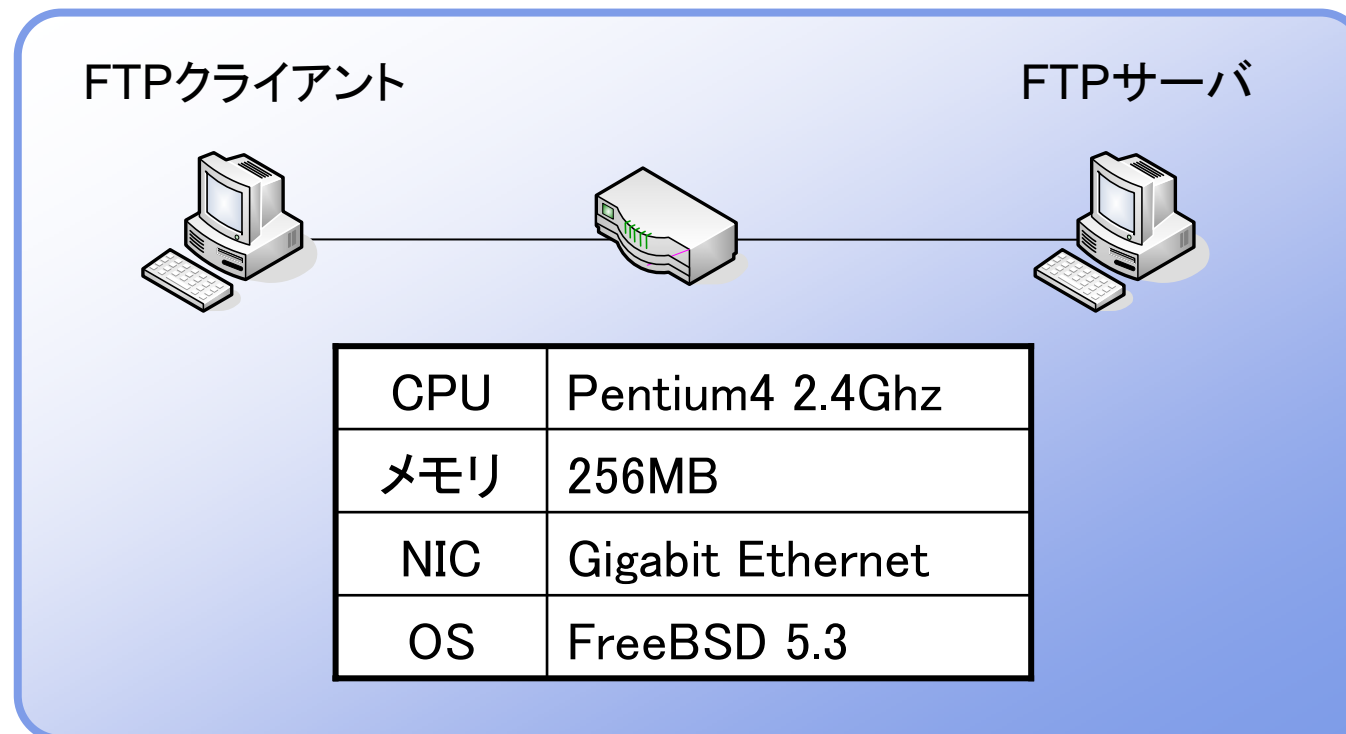 FTPクライアント
FTPサーバ
CPU Pentium4 2.4Ghz
メモリ 256MB
NIC Gigabit Ethernet
OS FreeBSD 5.3